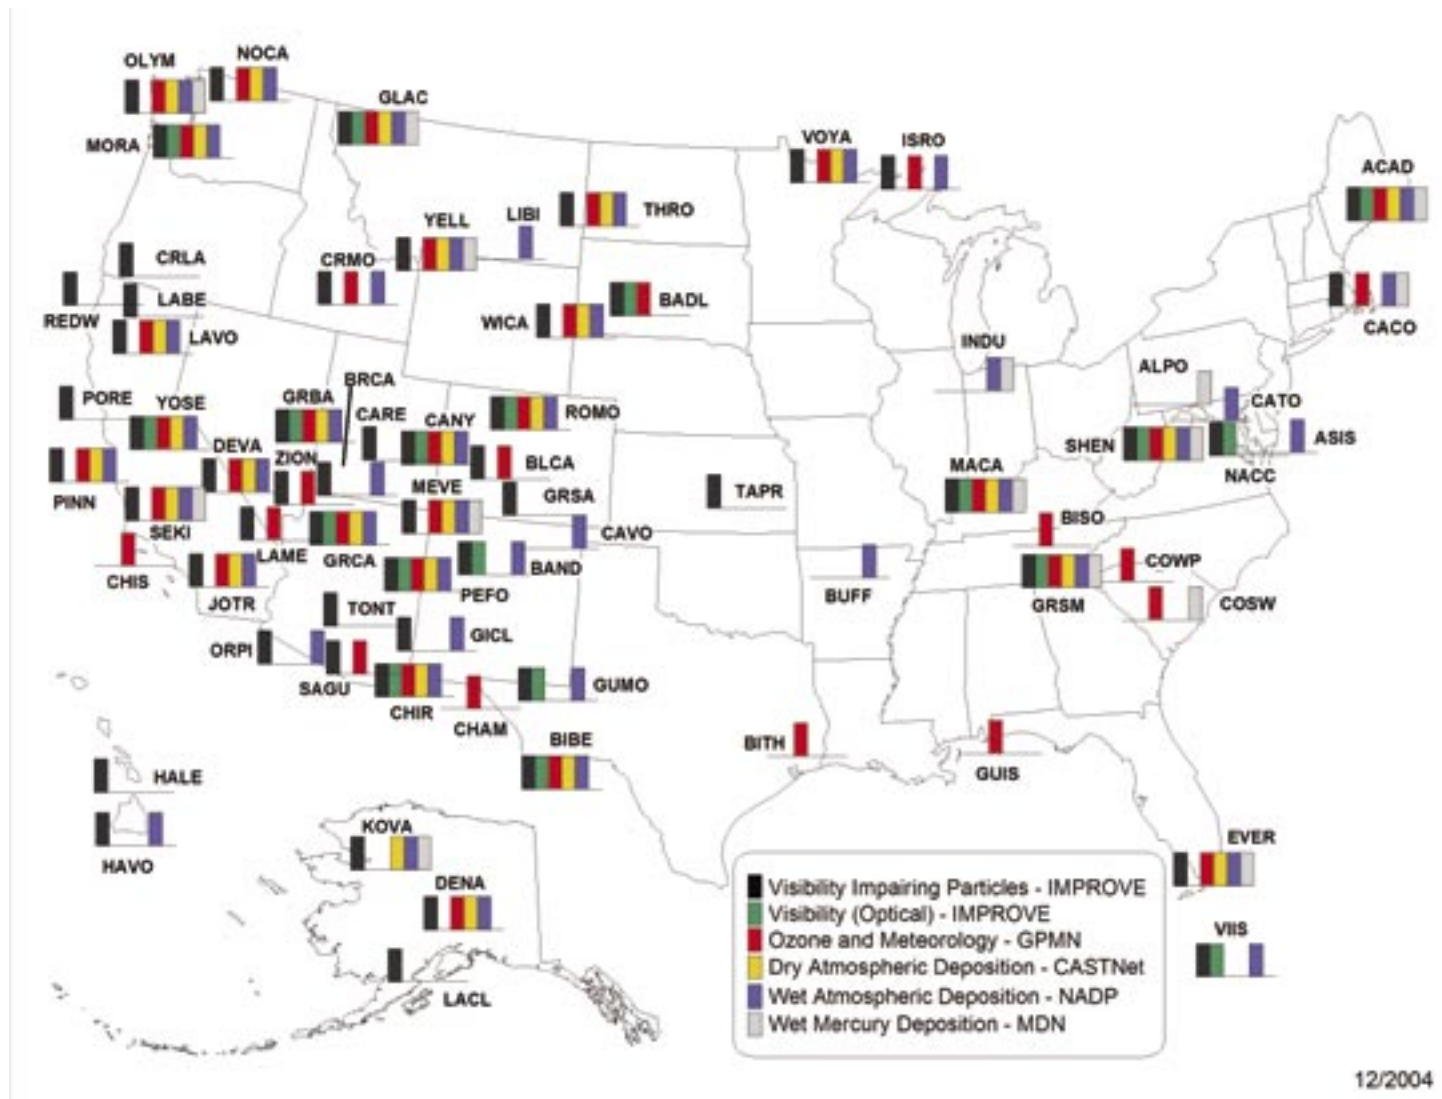 OLYM
NOCA
GLAC
MORA
VOYA
ISRO
ACAD
THRO
LIBI
YELL
CRLA
CRMO
LABE
BADL
REDW
WICA
LAVO
CACO
INDU
ALPO
BRCA
PORE
YOSE
GRBA
CARE
CANY
ROMO
CATO
ASIS
DEVA
ZION
BLCA
SHEN
NACC
PINN
MEVE
GRSA
TAPR
MACA
SEKI
CAVO
BISO
LAME
GRCA
BAND
CHIS
COWP
JOTR
PEFO
BUFF
GRSM
COSW
TONT
GICL
ORPI
SAGU
GUMO
CHIR
CHAM
BIBE
BITH
GUIS
HALE
HAVO
KOVA
EVER
DENA
VIIS
LACL
Visibility Impairing Particles - IMPROVE
Visibility (Optical) - IMPROVE
Ozone and Meteorology - GPMN
Dry Atmospheric Deposition - CASTNet
Wet Atmospheric Deposition - NADP
Wet Mercury Deposition - MDN
12/2004